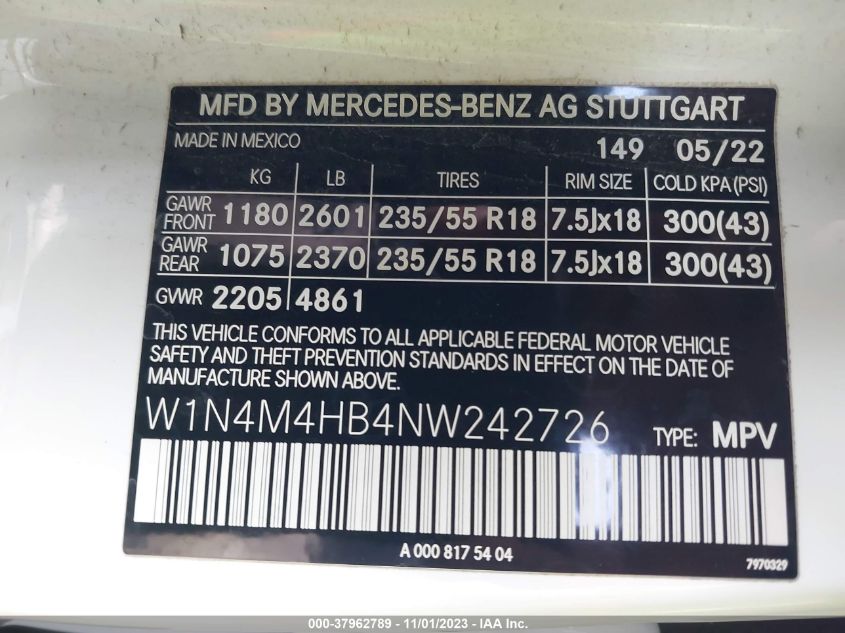 MFD BY MERCEDES-BENZ AG STUTTGART
MADE IN MEXICO 149 05/22
KG LB TIRES RIM SIZE COLD KPA (PSI)
GAWR FRONT 1180 2601 235/55 R18 7.5Jx18 300(43)
GAWR REAR 1075 2370 235/55 R18 7.5Jx18 300(43)
GVWR 2205 4861
THIS VEHICLE CONFORMS TO ALL APPLICABLE FEDERAL MOTOR VEHICLE
SAFETY AND THEFT PREVENTION STANDARDS IN EFFECT ON THE DATE OF
MANUFACTURE SHOWN ABOVE.
W1N4M4HB4NW242726 TYPE: MPV
A 000 817 54 04
7970329
000-37962789 - 11/01/2023 - IAA Inc.